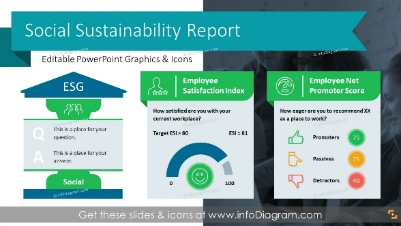 Social Sustainability Report
Editable PowerPoint Graphics & Icons
ESG
Q
This is a place for your
question.
A
This is a place for your
answer.
Social
Employee
Satisfaction Index
How satisfied are you with your
current workplace?
Target ESI > 80
ESI = 81
0
100
Employee Net
Promoter Score
How eager are you to recommend XX
as a place to work?
Promoters
75
Passives
Detractors
40
Get these slides & icons at www.infoDiagram.com